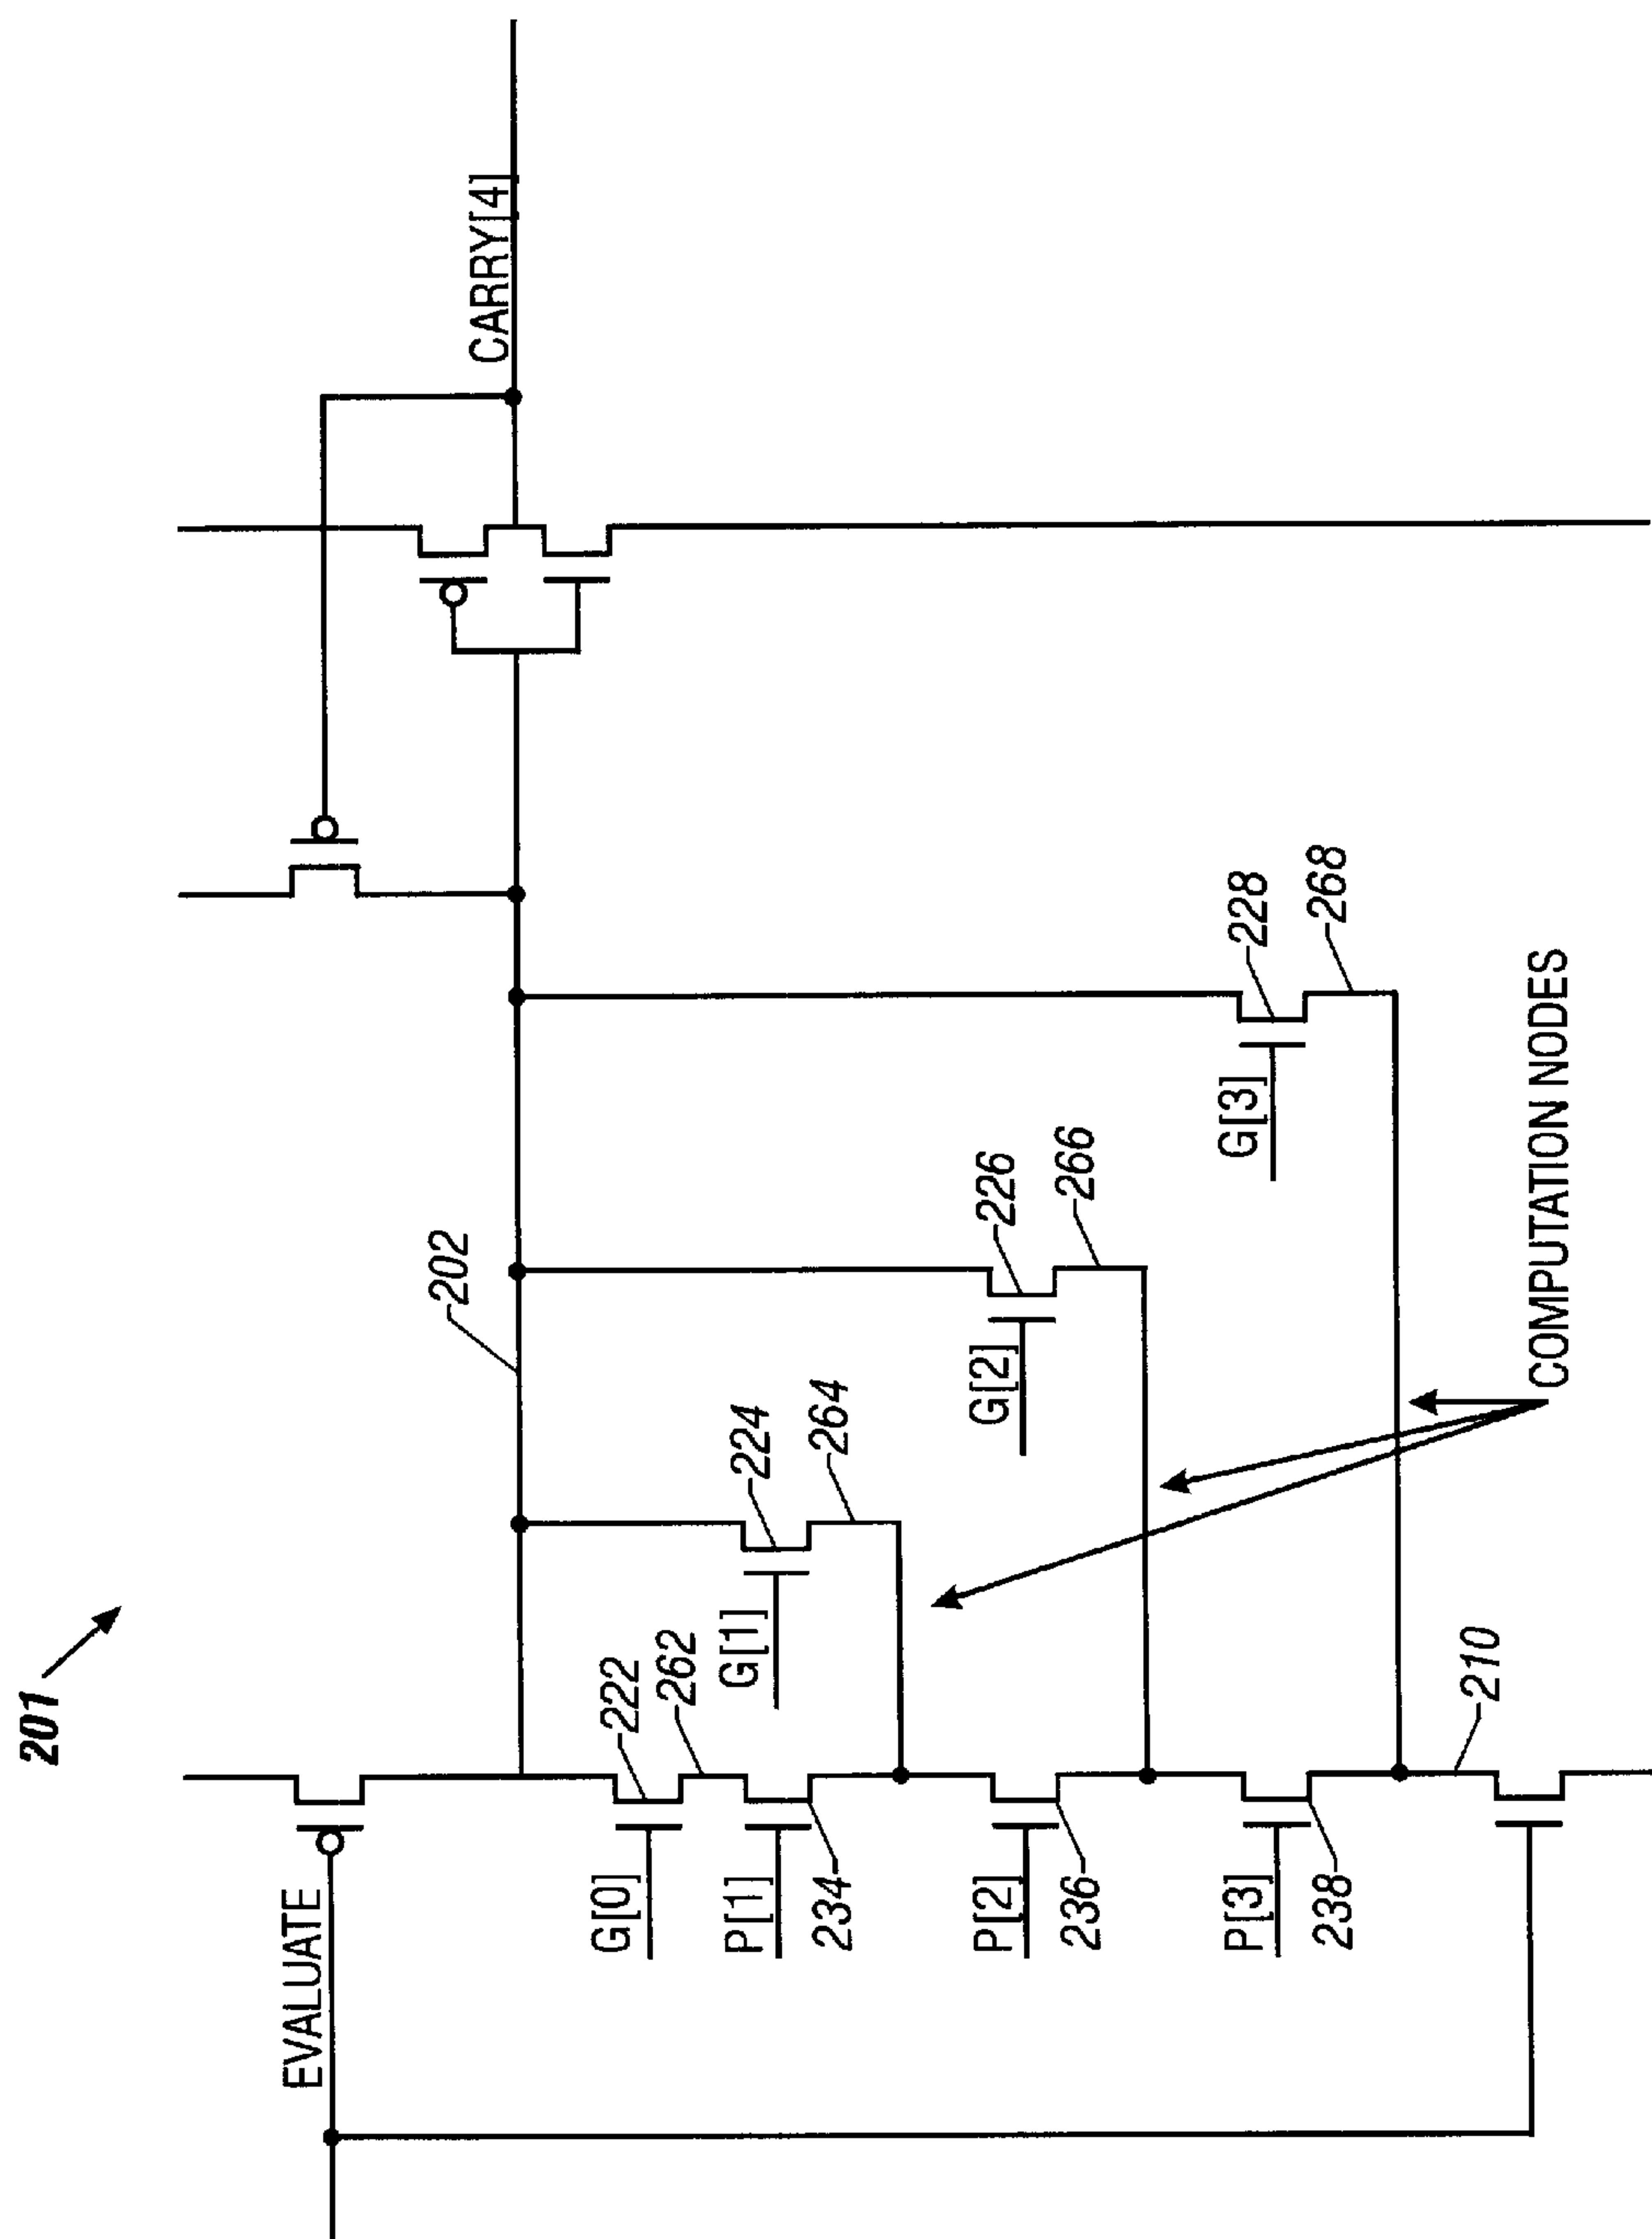 201
EVALUATE
CARRY[4]
202
G[0]
222
262
P[1]
234
G[1]
224
264
P[2]
236
G[2]
226
266
P[3]
238
G[3]
228
268
210
COMPUTATION NODES